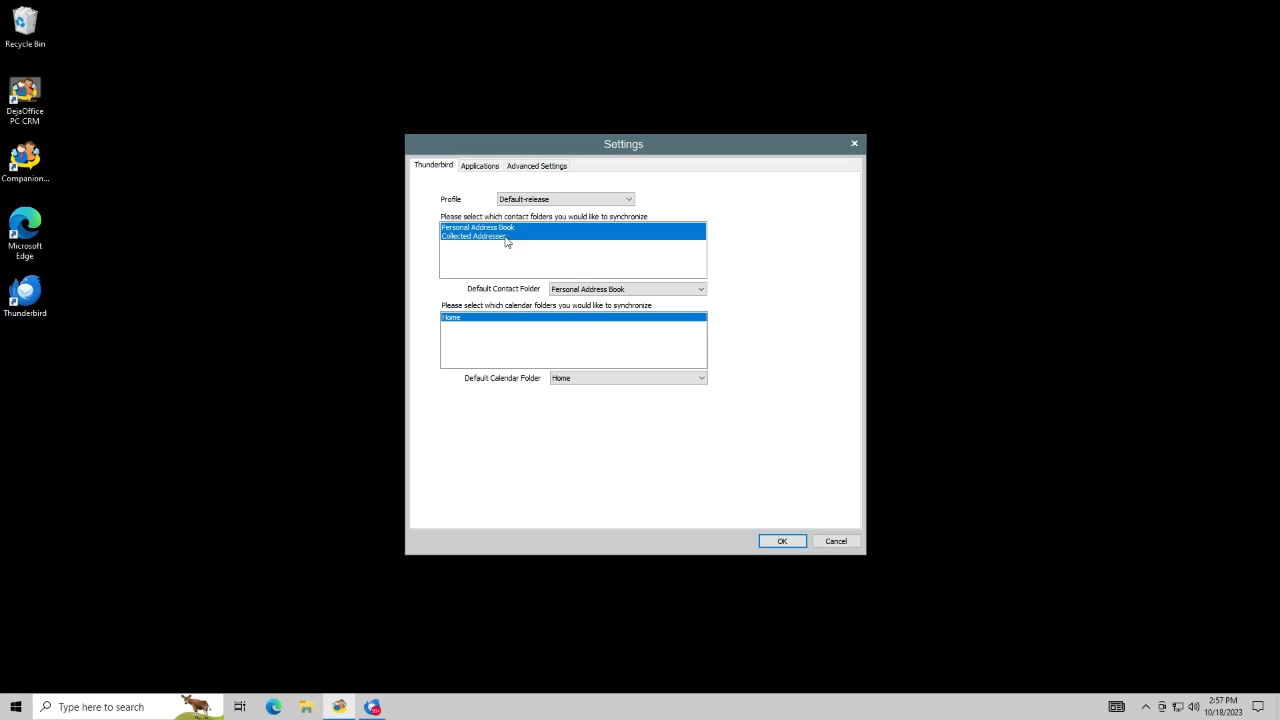 Recycle Bin
DejaOffice
PC CRM
Companion...
Microsoft
Edge
Thunderbird
Settings
Thunderbird Applications Advanced Settings
Profile Default-release
Please select which contact folders you would like to synchronize
Personal Address Book
Collected Addresses
Default Contact Folder Personal Address Book
Please select which calendar folders you would like to synchronize
Home
Default Calendar Folder Home
OK Cancel
Type here to search
2:57 PM
10/18/2023